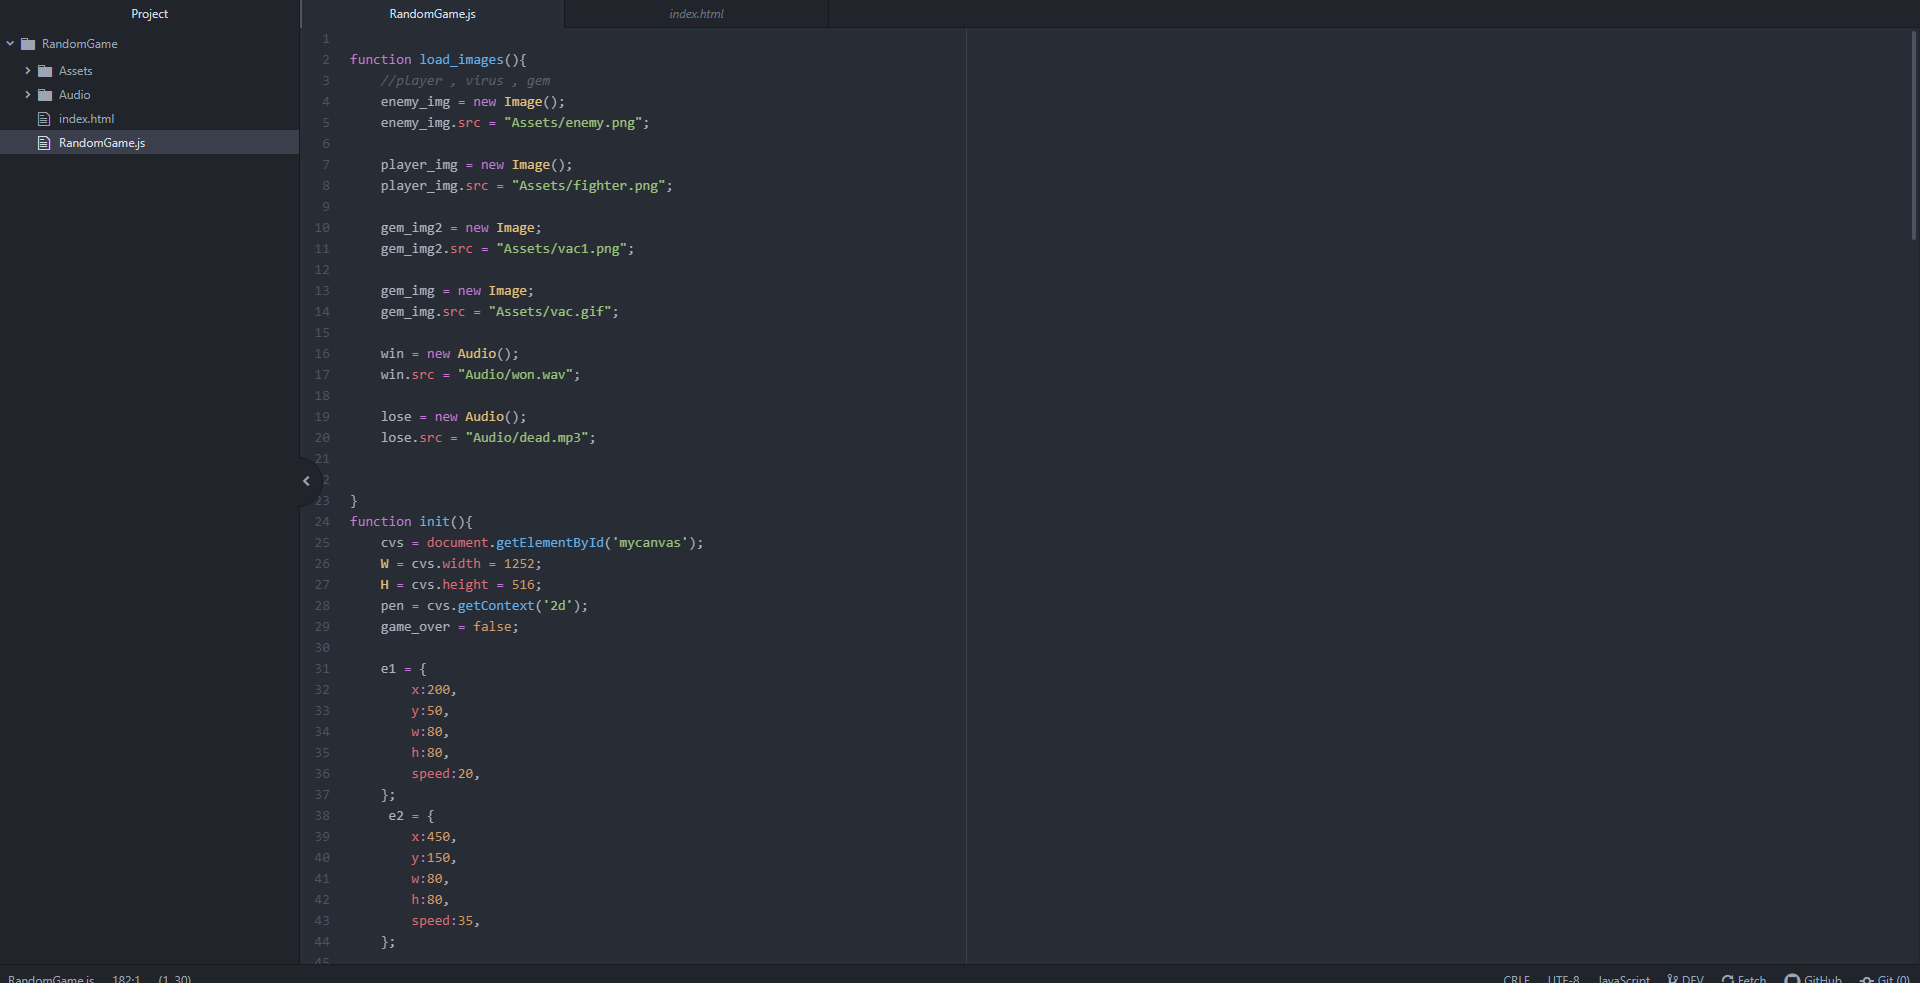 Project
RandomGame
Assets
Audio
index.html
RandomGame.js
RandomGame.js
index.html
1
2 function load_images(){
3 //player , virus , gem
4 enemy_img = new Image();
5 enemy_img.src = "Assets/enemy.png";
6
7 player_img = new Image();
8 player_img.src = "Assets/fighter.png";
9
10 gem_img2 = new Image;
11 gem_img2.src = "Assets/vac1.png";
12
13 gem_img = new Image;
14 gem_img.src = "Assets/vac.gif";
15
16 win = new Audio();
17 win.src = "Audio/won.wav";
18
19 lose = new Audio();
20 lose.src = "Audio/dead.mp3";
21
2
23 }
24 function init(){
25 cvs = document.getElementById('mycanvas');
26 W = cvs.width = 1252;
27 H = cvs.height = 516;
28 pen = cvs.getContext('2d');
29 game_over = false;
30
31 e1 = {
32 x:200,
33 y:50,
34 w:80,
35 h:80,
36 speed:20,
37 };
38 e2 = {
39 x:450,
40 y:150,
41 w:80,
42 h:80,
43 speed:35,
44 };
45
RandomGame.js 182:1 (1, 30) CRLF UTF-8 JavaScript DEV Fetch GitHub Git (0)